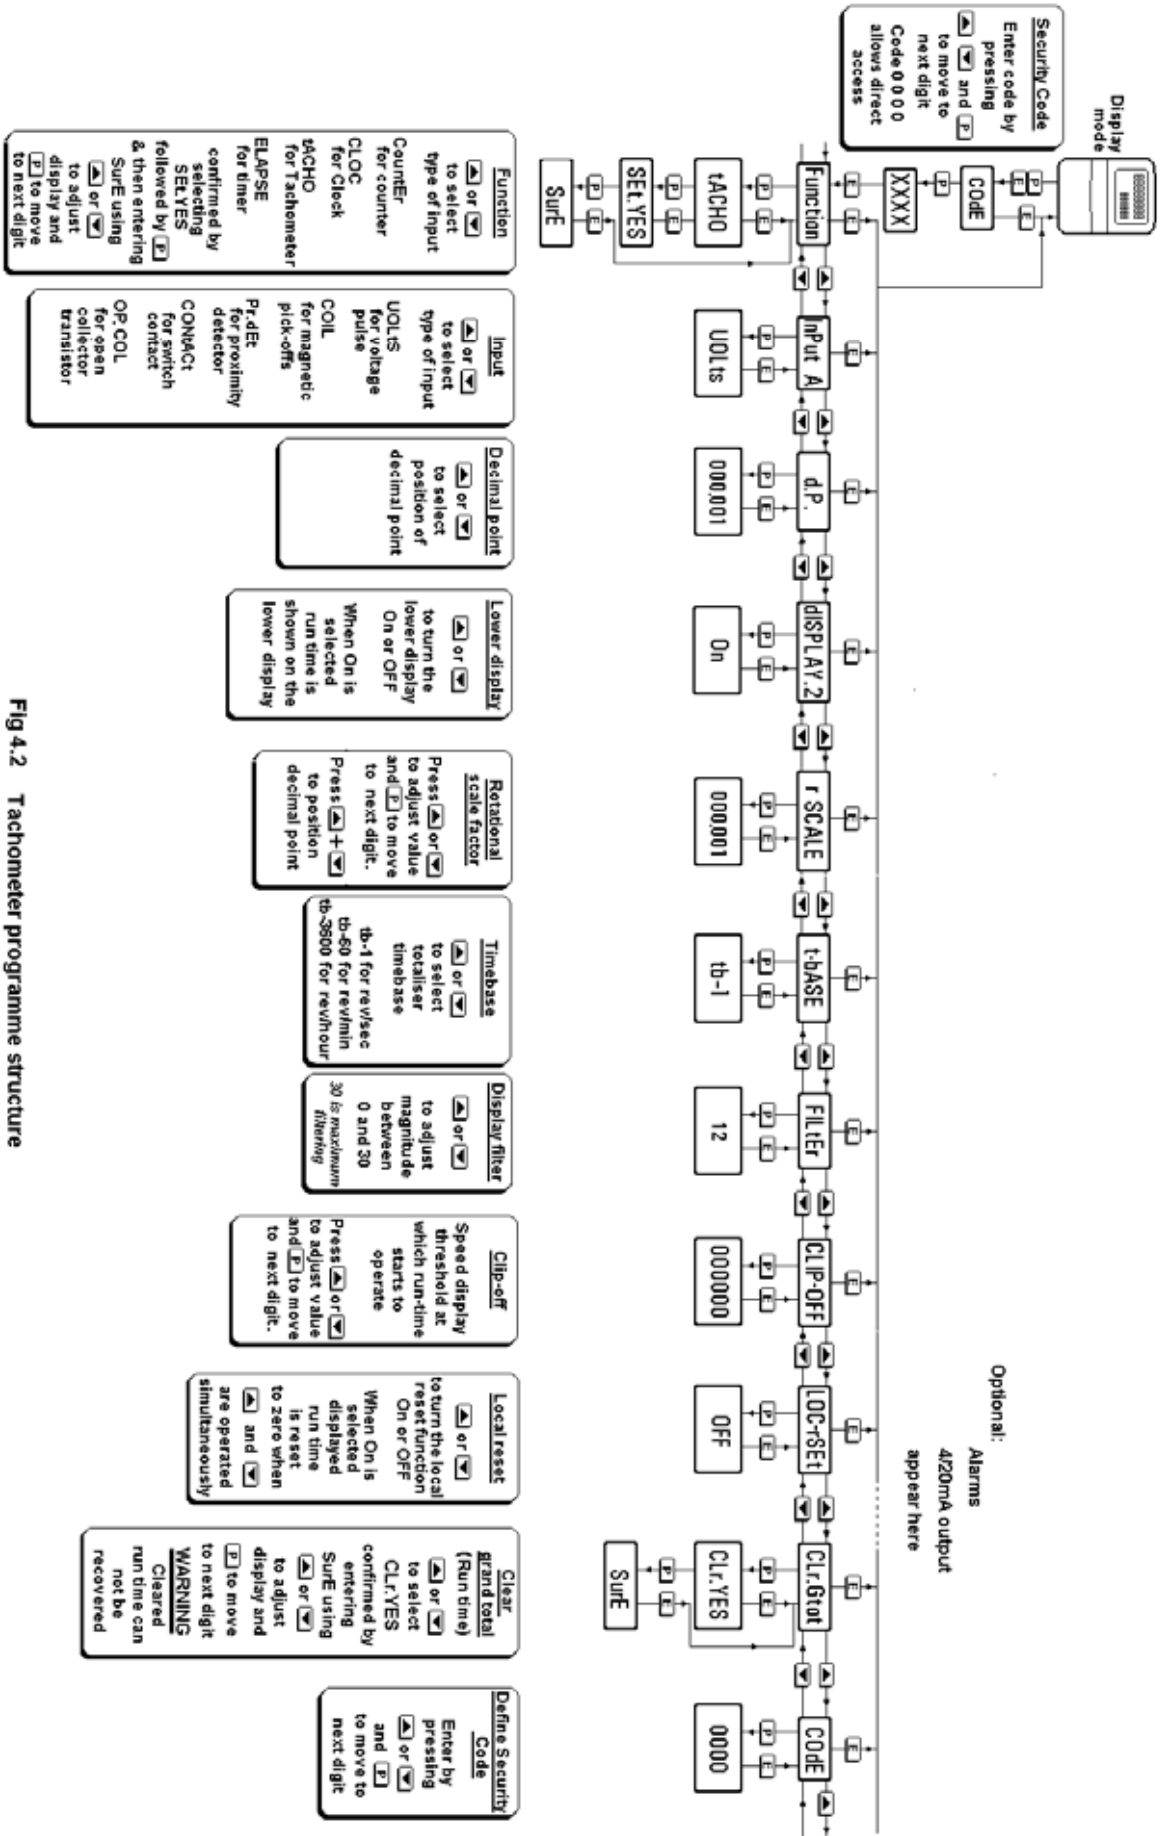 Display
mode
Security Code
Enter code by
pressing
▲ ▼ and P
to move to
next digit
Code 0 0 0 0
allows direct
access
E P
E
COdE
P E
XXXX
P
Optional:
Alarms
4/20mA output
appear here
E E
Function
P E
tACHO
P E
SEt.YES
P E
SurE
E
InPut A
P E
UOLts
E
d.P.
P E
000.001
E
dISPLAY.2
P E
On
E
r SCALE
P E
000.001
E
t-bASE
P E
tb-1
E
FILtEr
P E
12
E
CLIP-OFF
P E
000000
E
LOC-rSEt
P E
OFF
E
CLr.Gtot
P E
CLr.YES
P E
SurE
E
COdE
P E
0000
Function
▲ or ▼
to select
type of input
CountEr
for counter
CLOC
for Clock
tACHO
for Tachometer
ELAPSE
for timer
confirmed by
selecting
SEt.YES
followed by P
& then entering
SurE using
▲ or ▼
to adjust
display and
P to move
to next digit
Input
▲ or ▼
to select
type of input
UOLtS
for voltage
pulse
COIL
for magnetic
pick-offs
Pr.dEt
for proximity
detector
CONtACt
for switch
contact
OP.COL
for open
collector
transistor
Decimal point
▲ or ▼
to select
position of
decimal point
Lower display
▲ or ▼
to turn the
lower display
On or OFF
When On is
selected
run time is
shown on the
lower display
Rotational
scale factor
Press ▲ or ▼
to adjust value
and P to move
to next digit.
Press ▲ + ▼
to position
decimal point
Timebase
▲ or ▼
to select
totaliser
timebase
tb-1 for rev/sec
tb-60 for rev/min
tb-3600 for rev/hour
Display filter
▲ or ▼
to adjust
magnitude
between
0 and 30
30 is maximum
filtering
Clip-off
Speed display
threshold at
which run-time
starts to
operate
Press ▲ or ▼
to adjust value
and P to move
to next digit.
Local reset
▲ or ▼
to turn the local
reset function
On or OFF
When On is
selected
displayed
run time
is reset
to zero when
▲ and ▼
are operated
simultaneously
Clear
grand total
(Run time)
▲ or ▼
to select
CLr.YES
confirmed by
entering
SurE using
▲ or ▼
to adjust
display and
P to move
to next digit
WARNING
Cleared
run time can
not be
recovered
Define Security
Code
Enter by
pressing
▲ or ▼
and P
to move to
next digit
Fig 4.2 Tachometer programme structure